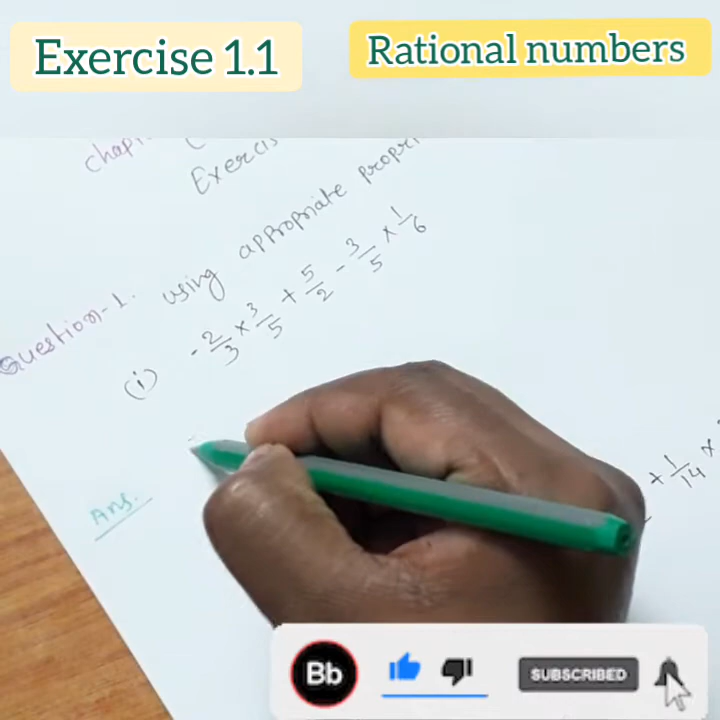 Exercise 1.1
Rational numbers
Exercis
Question-1. using appropriate propri
(i) -2/3 × 3/5 + 5/2 - 3/5 × 1/6
+ 1/14 ×
Ans.
Bb
SUBSCRIBED